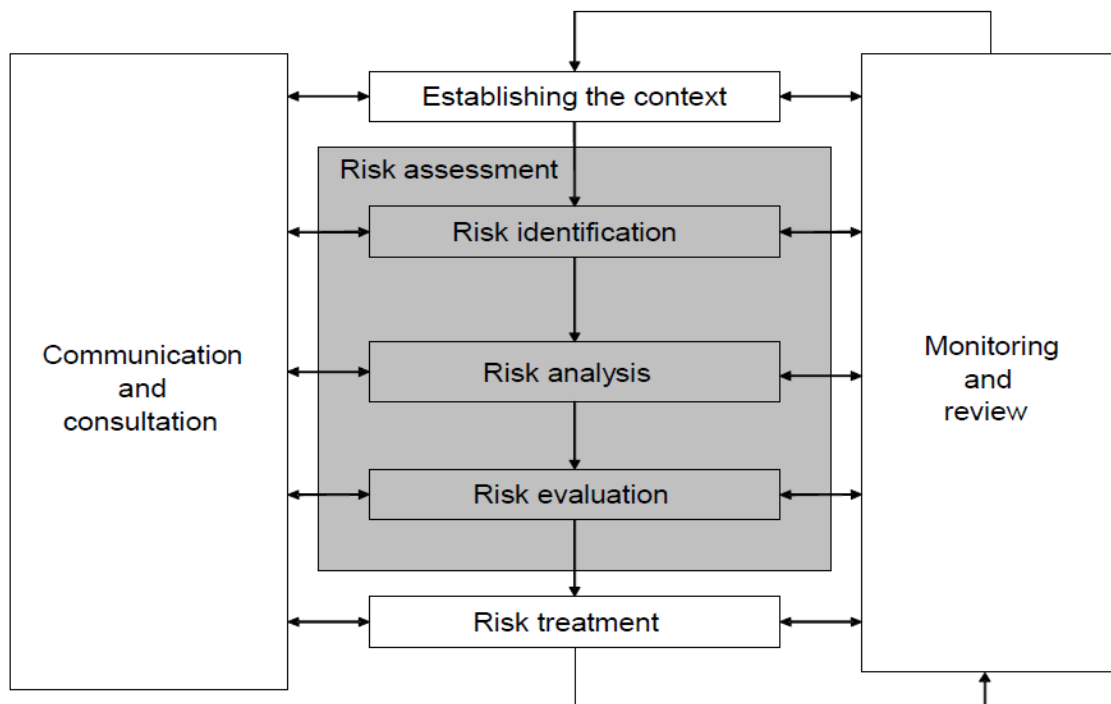 Establishing the context
Risk assessment
Risk identification
Communication
and
consultation
Risk analysis
Monitoring
and
review
Risk evaluation
Risk treatment